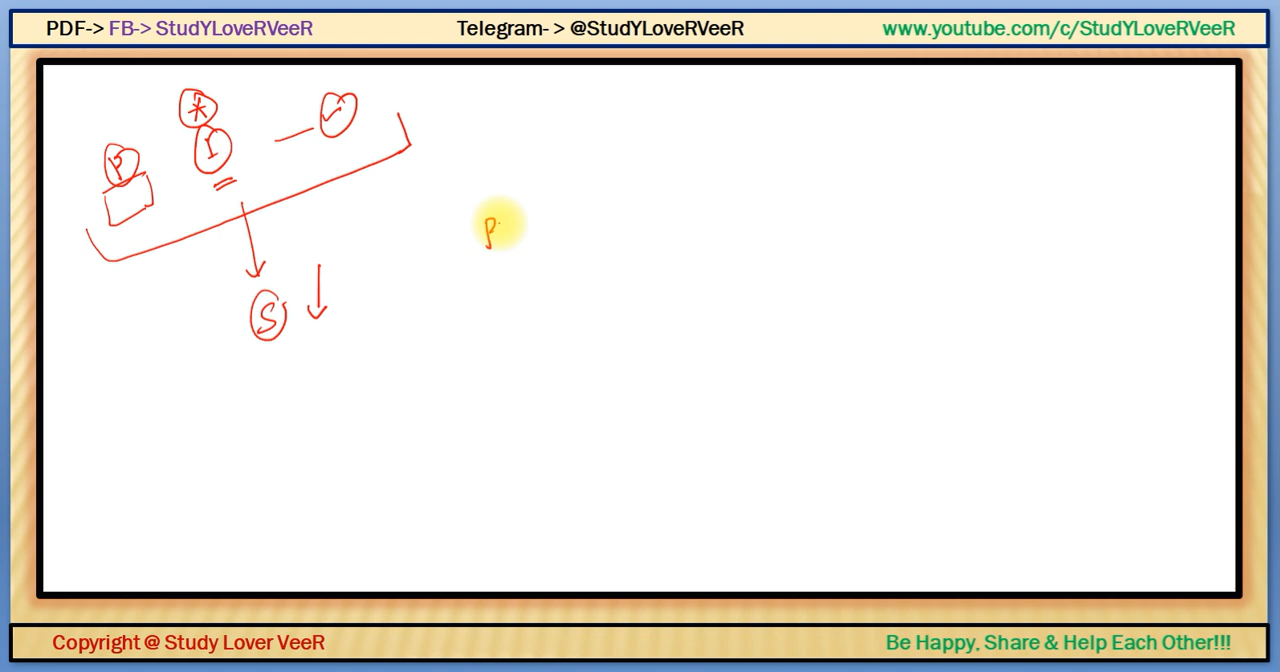 PDF-> FB-> StudYLoveRVeeR
Telegram- > @StudYLoveRVeeR
www.youtube.com/c/StudYLoveRVeeR
*
I
P
P
S
Copyright @ Study Lover VeeR
Be Happy, Share & Help Each Other!!!